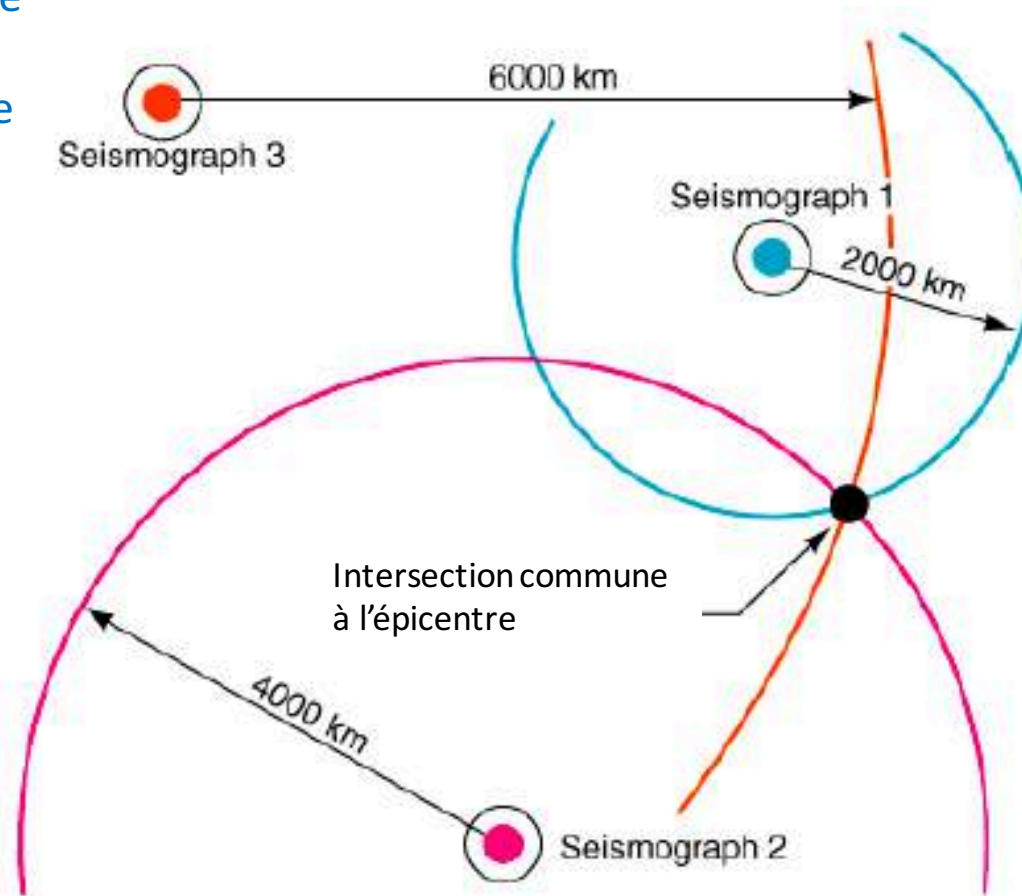 e
e
6000 km
Seismograph 3
Seismograph 1
2000 km
Intersection commune
à l'épicentre
4000 km
Seismograph 2